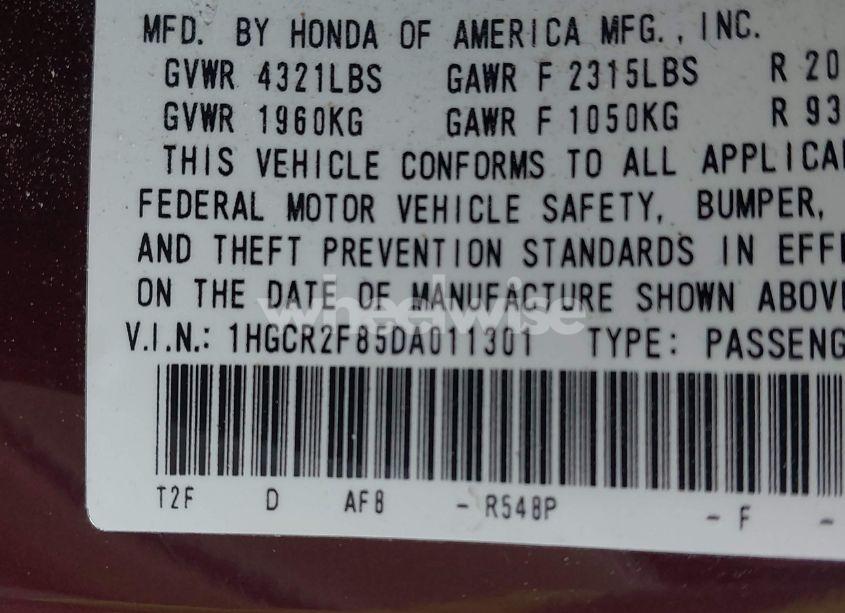 MFD. BY HONDA OF AMERICA MFG., INC.
GVWR 4321LBS GAWR F 2315LBS R 20
GVWR 1960KG GAWR F 1050KG R 93
THIS VEHICLE CONFORMS TO ALL APPLICA
FEDERAL MOTOR VEHICLE SAFETY, BUMPER,
AND THEFT PREVENTION STANDARDS IN EFFE
ON THE DATE OF MANUFACTURE SHOWN ABOVE
wheelwise
V.I.N.: 1HGCR2F85DA011301 TYPE: PASSENG
T2F D AF8 - R548P - F -